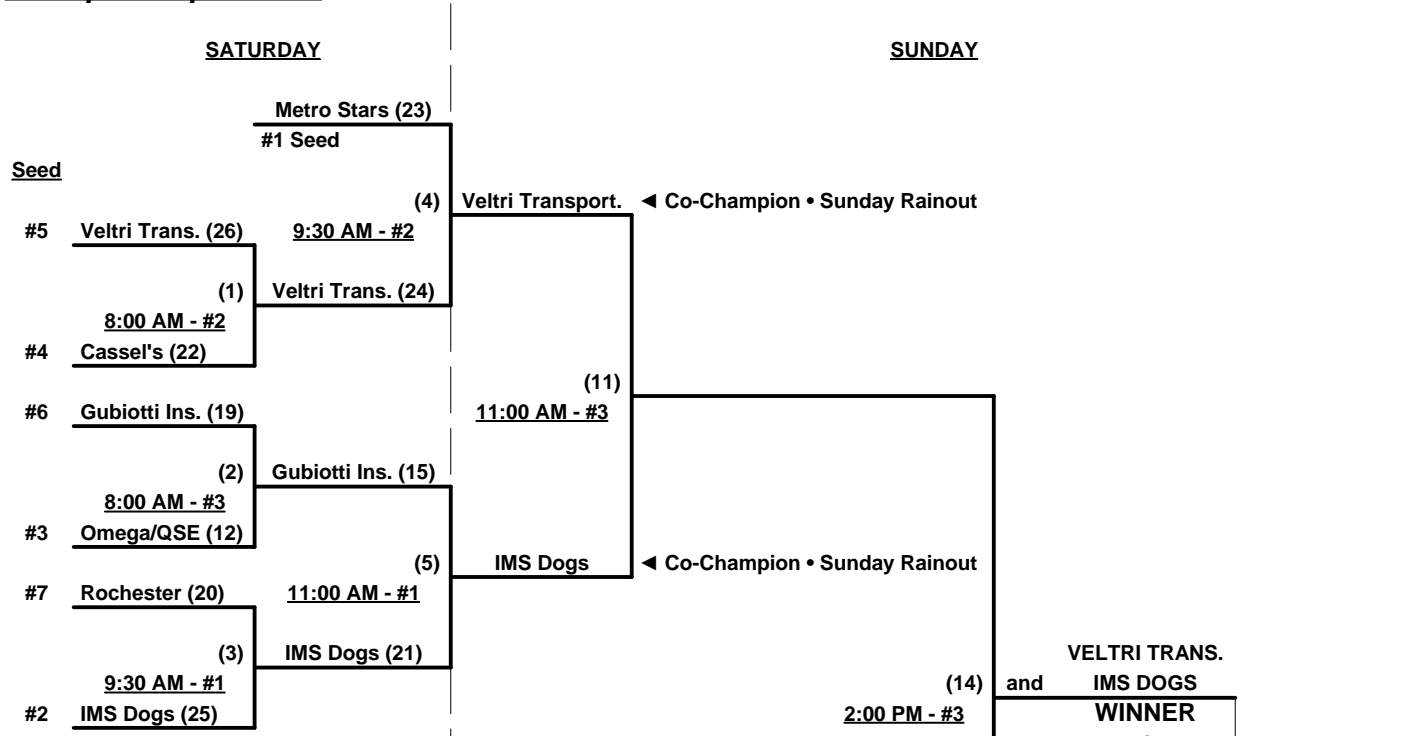 SATURDAY SUNDAY
Metro Stars (23)
#1 Seed
Seed
(4) Veltri Transport. ◄ Co-Champion • Sunday Rainout
#5 Veltri Trans. (26) 9:30 AM - #2
(1) Veltri Trans. (24)
8:00 AM - #2
#4 Cassel's (22)
(11)
#6 Gubiotti Ins. (19) 11:00 AM - #3
(2) Gubiotti Ins. (15)
8:00 AM - #3
#3 Omega/QSE (12)
(5) IMS Dogs ◄ Co-Champion • Sunday Rainout
#7 Rochester (20) 11:00 AM - #1
(3) IMS Dogs (21) VELTRI TRANS.
9:30 AM - #1 (14) and IMS DOGS
#2 IMS Dogs (25) 2:00 PM - #3 WINNER